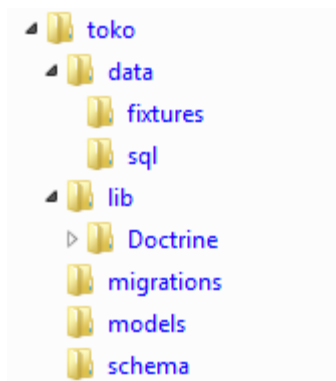 toko
data
fixtures
sql
lib
Doctrine
migrations
models
schema